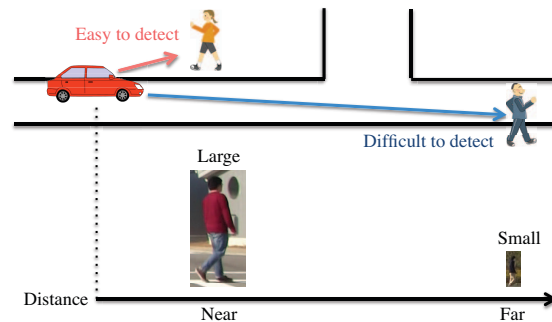 Easy to detect
Difficult to detect
Large
Small
Distance
Near
Far